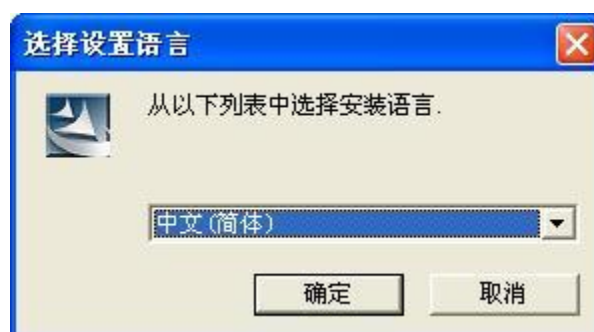 选择设置语言
从以下列表中选择安装语言.
中文(简体)
确定
取消